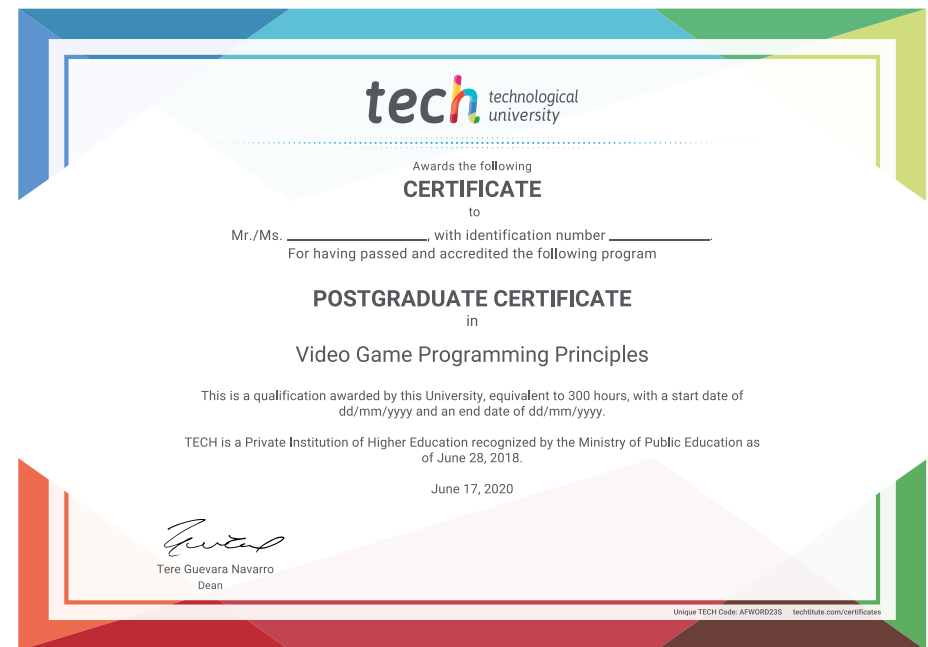 tech technological
university
Awards the following
CERTIFICATE
to
Mr./Ms. ____________________, with identification number ______________.
For having passed and accredited the following program
POSTGRADUATE CERTIFICATE
in
Video Game Programming Principles
This is a qualification awarded by this University, equivalent to 300 hours, with a start date of
dd/mm/yyyy and an end date of dd/mm/yyyy.
TECH is a Private Institution of Higher Education recognized by the Ministry of Public Education as
of June 28, 2018.
June 17, 2020
Tere Guevara Navarro
Dean
Unique TECH Code: AFWORD23S techtitute.com/certificates